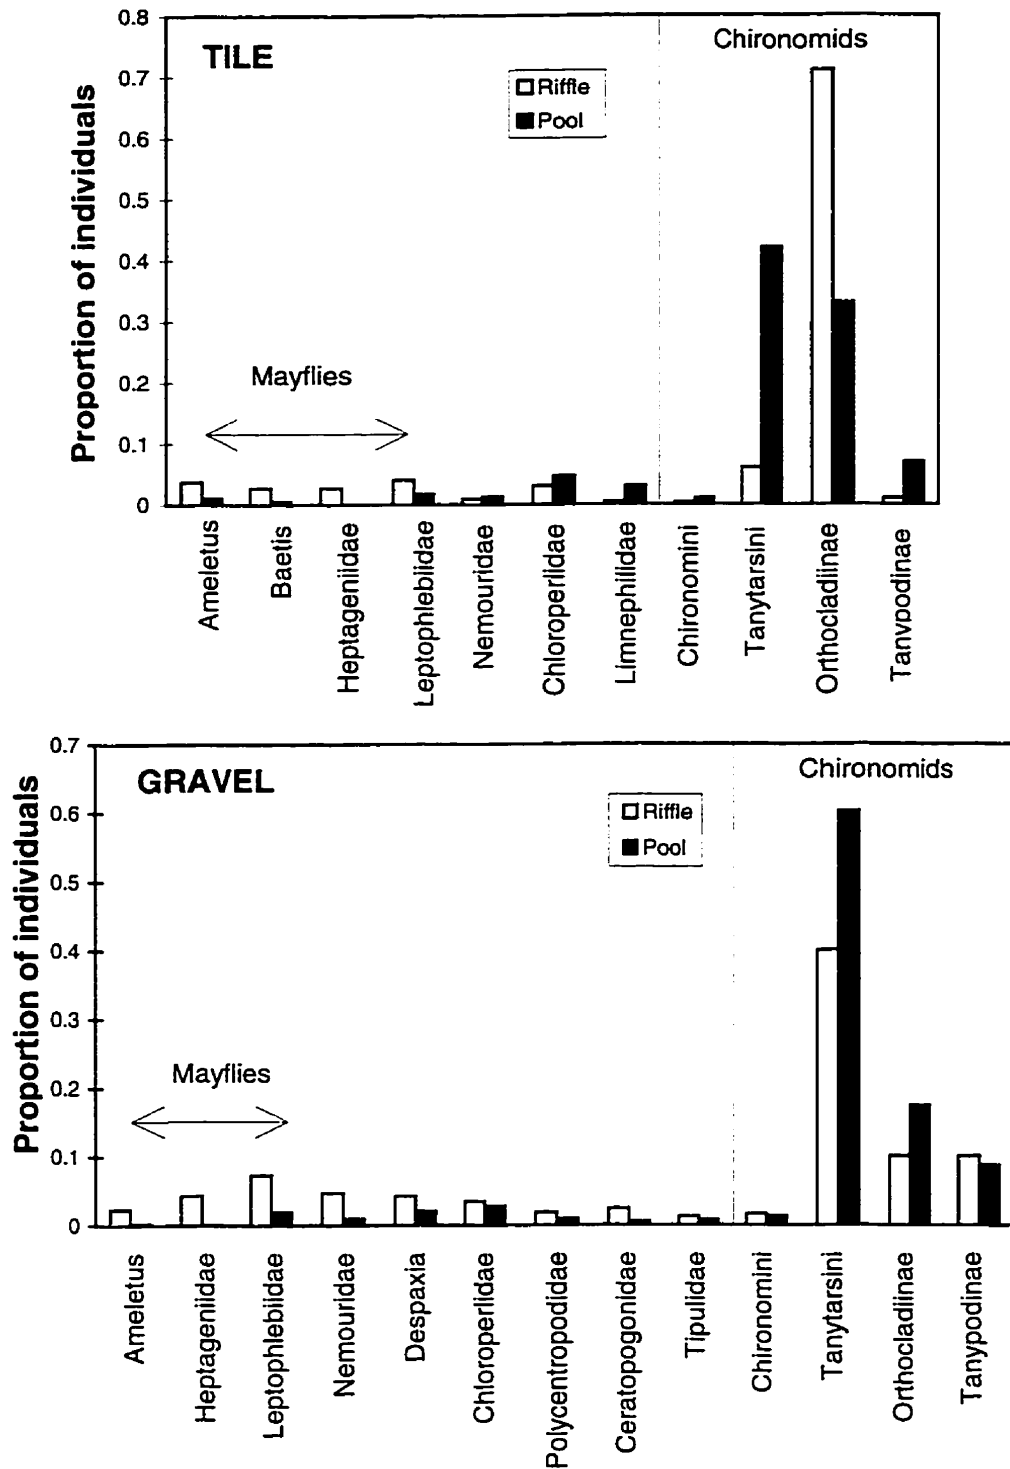 TILE
Chironomids
Riffle
Pool
Mayflies
Proportion of individuals
0.8
0.7
0.6
0.5
0.4
0.3
0.2
0.1
0
Ameletus
Baetis
Heptageniidae
Leptophlebiidae
Nemouridae
Chloroperlidae
Limnephilidae
Chironomini
Tanytarsini
Orthocladiinae
Tanvpodinae
GRAVEL
Chironomids
Riffle
Pool
Mayflies
Proportion of individuals
0.7
0.6
0.5
0.4
0.3
0.2
0.1
0
Ameletus
Heptageniidae
Leptophlebiidae
Nemouridae
Despaxia
Chloroperlidae
Polycentropodidae
Ceratopogonidae
Tipulidae
Chironomini
Tanytarsini
Orthocladiinae
Tanypodinae